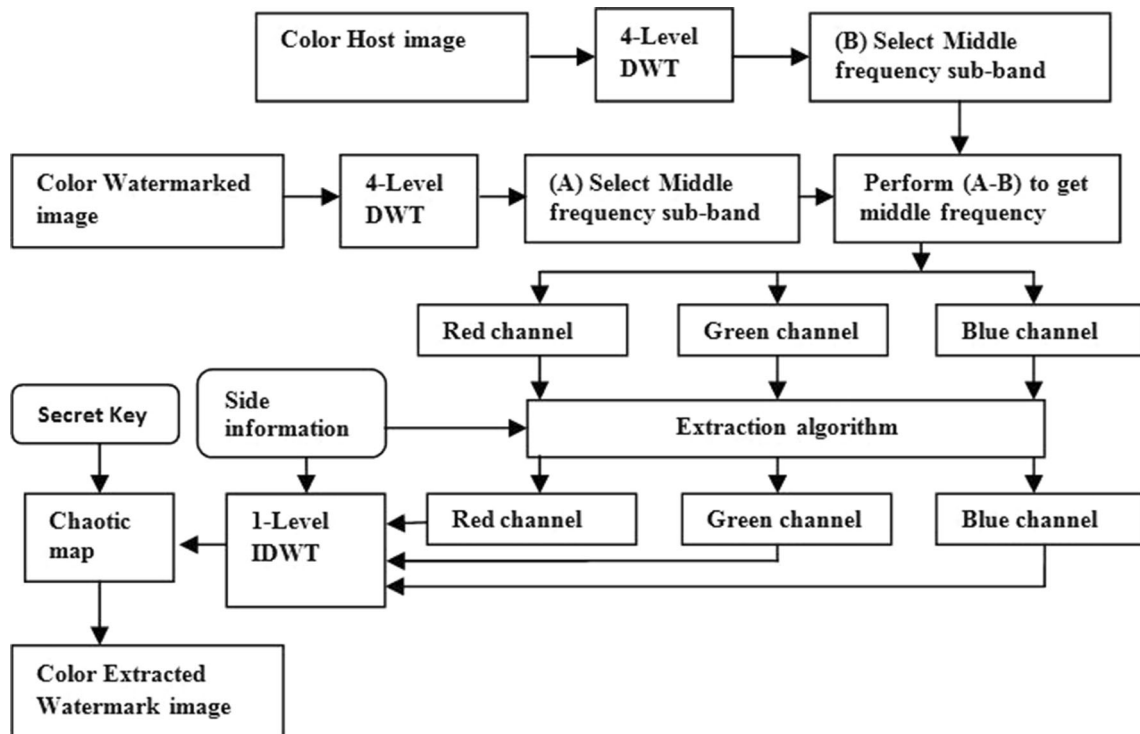 Color Host image
4-Level
DWT
(B) Select Middle
frequency sub-band
Color Watermarked
image
4-Level
DWT
(A) Select Middle
frequency sub-band
Perform (A-B) to get
middle frequency
Red channel
Green channel
Blue channel
Secret Key
Side
information
Extraction algorithm
Chaotic
map
1-Level
IDWT
Red channel
Green channel
Blue channel
Color Extracted
Watermark image